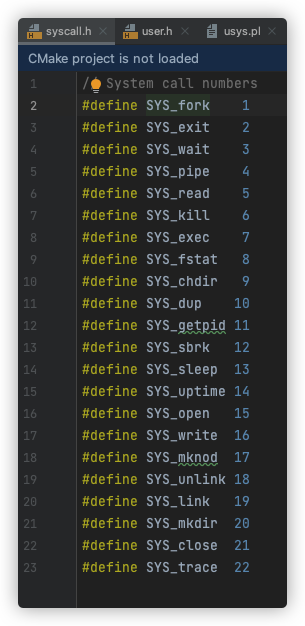 syscall.h × user.h × usys.pl ×
CMake project is not loaded
1 // System call numbers
2 #define SYS_fork 1
3 #define SYS_exit 2
4 #define SYS_wait 3
5 #define SYS_pipe 4
6 #define SYS_read 5
7 #define SYS_kill 6
8 #define SYS_exec 7
9 #define SYS_fstat 8
10 #define SYS_chdir 9
11 #define SYS_dup 10
12 #define SYS_getpid 11
13 #define SYS_sbrk 12
14 #define SYS_sleep 13
15 #define SYS_uptime 14
16 #define SYS_open 15
17 #define SYS_write 16
18 #define SYS_mknod 17
19 #define SYS_unlink 18
20 #define SYS_link 19
21 #define SYS_mkdir 20
22 #define SYS_close 21
23 #define SYS_trace 22